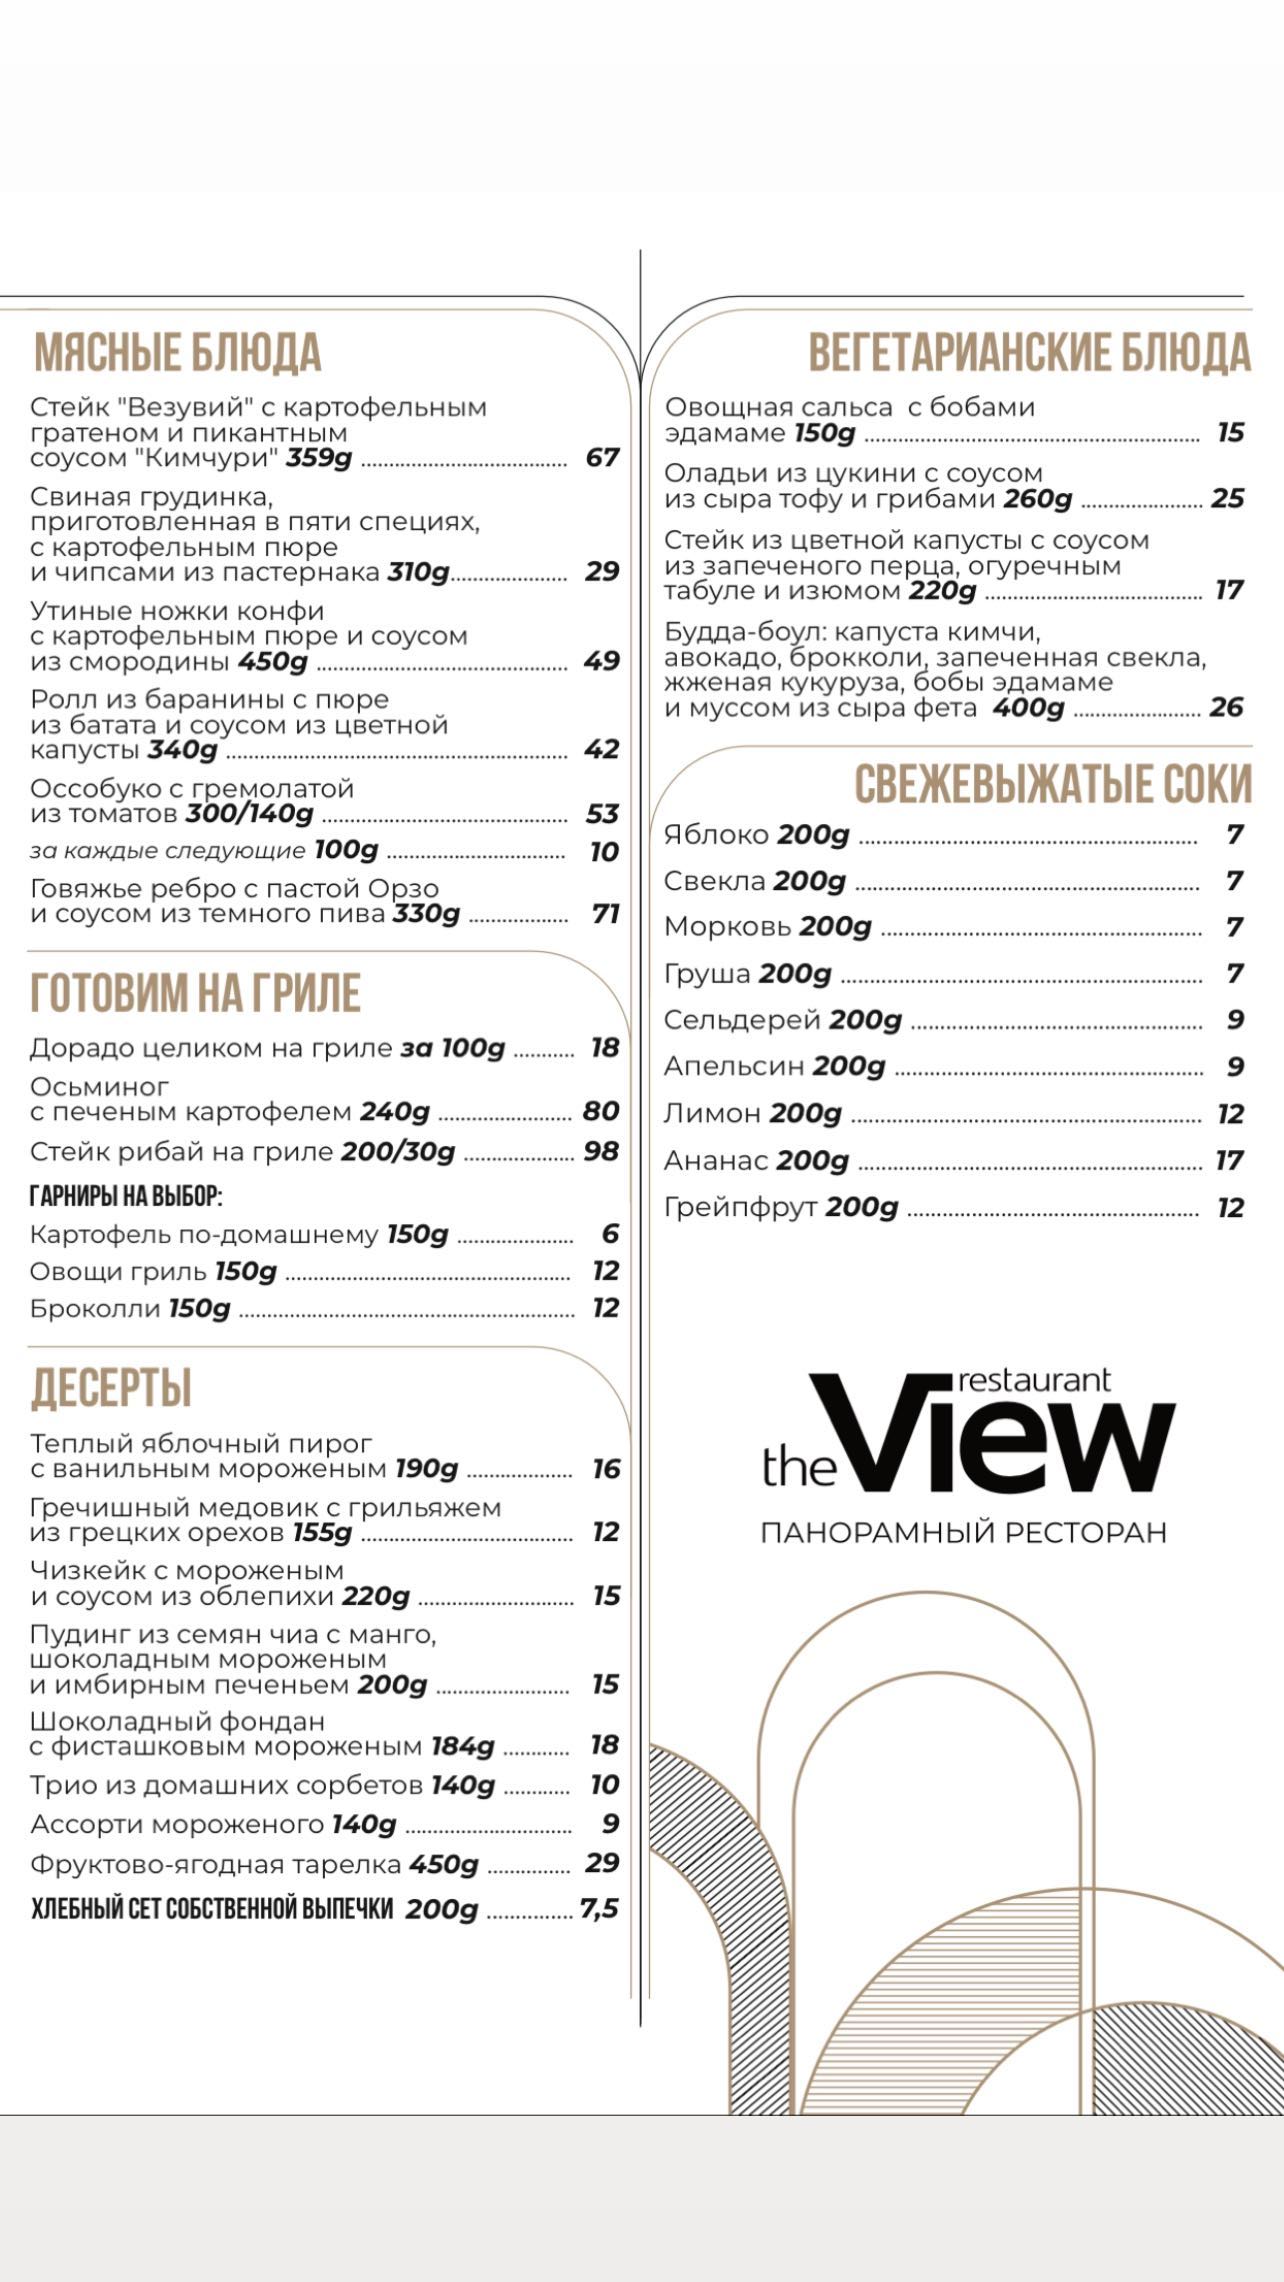 МЯСНЫЕ БЛЮДА
Стейк "Везувий" с картофельным
гратеном и пикантным
соусом "Кимчури" 359g ..................................... 67
Свиная грудинка,
приготовленная в пяти специях,
с картофельным пюре
и чипсами из пастернака 310g..................... 29
Утиные ножки конфи
с картофельным пюре и соусом
из смородины 450g ............................................. 49
Ролл из баранины с пюре
из батата и соусом из цветной
капусты 340g ............................................................. 42
Оссобуко с гремолатой
из томатов 300/140g ............................................ 53
за каждые следующие 100g ................................ 10
Говяжье ребро с пастой Орзо
и соусом из темного пива 330g .................. 71
ГОТОВИМ НА ГРИЛЕ
Дорадо целиком на гриле за 100g ........... 18
Осьминог
с печеным картофелем 240g ........................ 80
Стейк рибай на гриле 200/30g .................... 98
ГАРНИРЫ НА ВЫБОР:
Картофель по-домашнему 150g ..................... 6
Овощи гриль 150g ................................................... 12
Броколли 150g ............................................................ 12
ДЕСЕРТЫ
Теплый яблочный пирог
с ванильным мороженым 190g ................... 16
Гречишный медовик с грильяжем
из грецких орехов 155g ...................................... 12
Чизкейк с мороженым
и соусом из облепихи 220g ............................ 15
Пудинг из семян чиа с манго,
шоколадным мороженым
и имбирным печеньем 200g ........................ 15
Шоколадный фондан
с фисташковым мороженым 184g ............ 18
Трио из домашних сорбетов 140g ............ 10
Ассорти мороженого 140g .............................. 9
Фруктово-ягодная тарелка 450g ............... 29
ХЛЕБНЫЙ СЕТ СОБСТВЕННОЙ ВЫПЕЧКИ 200g ............... 7,5
ВЕГЕТАРИАНСКИЕ БЛЮДА
Овощная сальса с бобами
эдамаме 150g ............................................................ 15
Оладьи из цукини с соусом
из сыра тофу и грибами 260g ...................... 25
Стейк из цветной капусты с соусом
из запеченого перца, огуречным
табуле и изюмом 220g ....................................... 17
Будда-боул: капуста кимчи,
авокадо, брокколи, запеченная свекла,
жженая кукуруза, бобы эдамаме
и муссом из сыра фета 400g ....................... 26
СВЕЖЕВЫЖАТЫЕ СОКИ
Яблоко 200g ............................................................. 7
Свекла 200g .............................................................. 7
Морковь 200g .......................................................... 7
Груша 200g ................................................................. 7
Сельдерей 200g .................................................... 9
Апельсин 200g ....................................................... 9
Лимон 200g ............................................................... 12
Ананас 200g .............................................................. 17
Грейпфрут 200g .................................................... 12
restaurant
the View
ПАНОРАМНЫЙ РЕСТОРАН